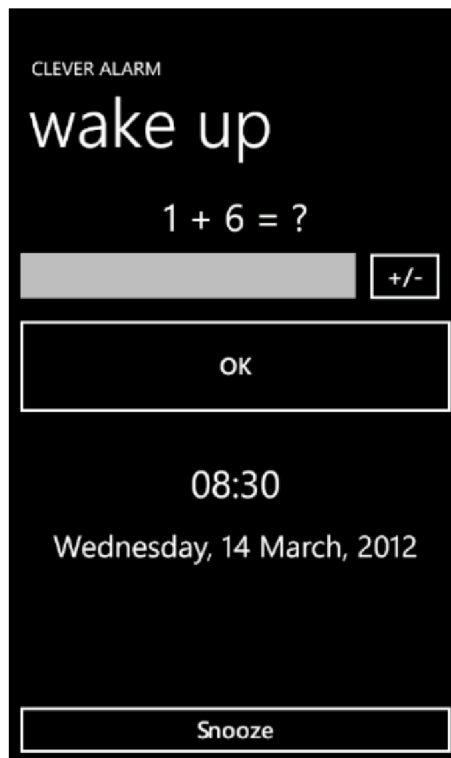 CLEVER ALARM
wake up
1 + 6 = ?
+/-
OK
08:30
Wednesday, 14 March, 2012
Snooze